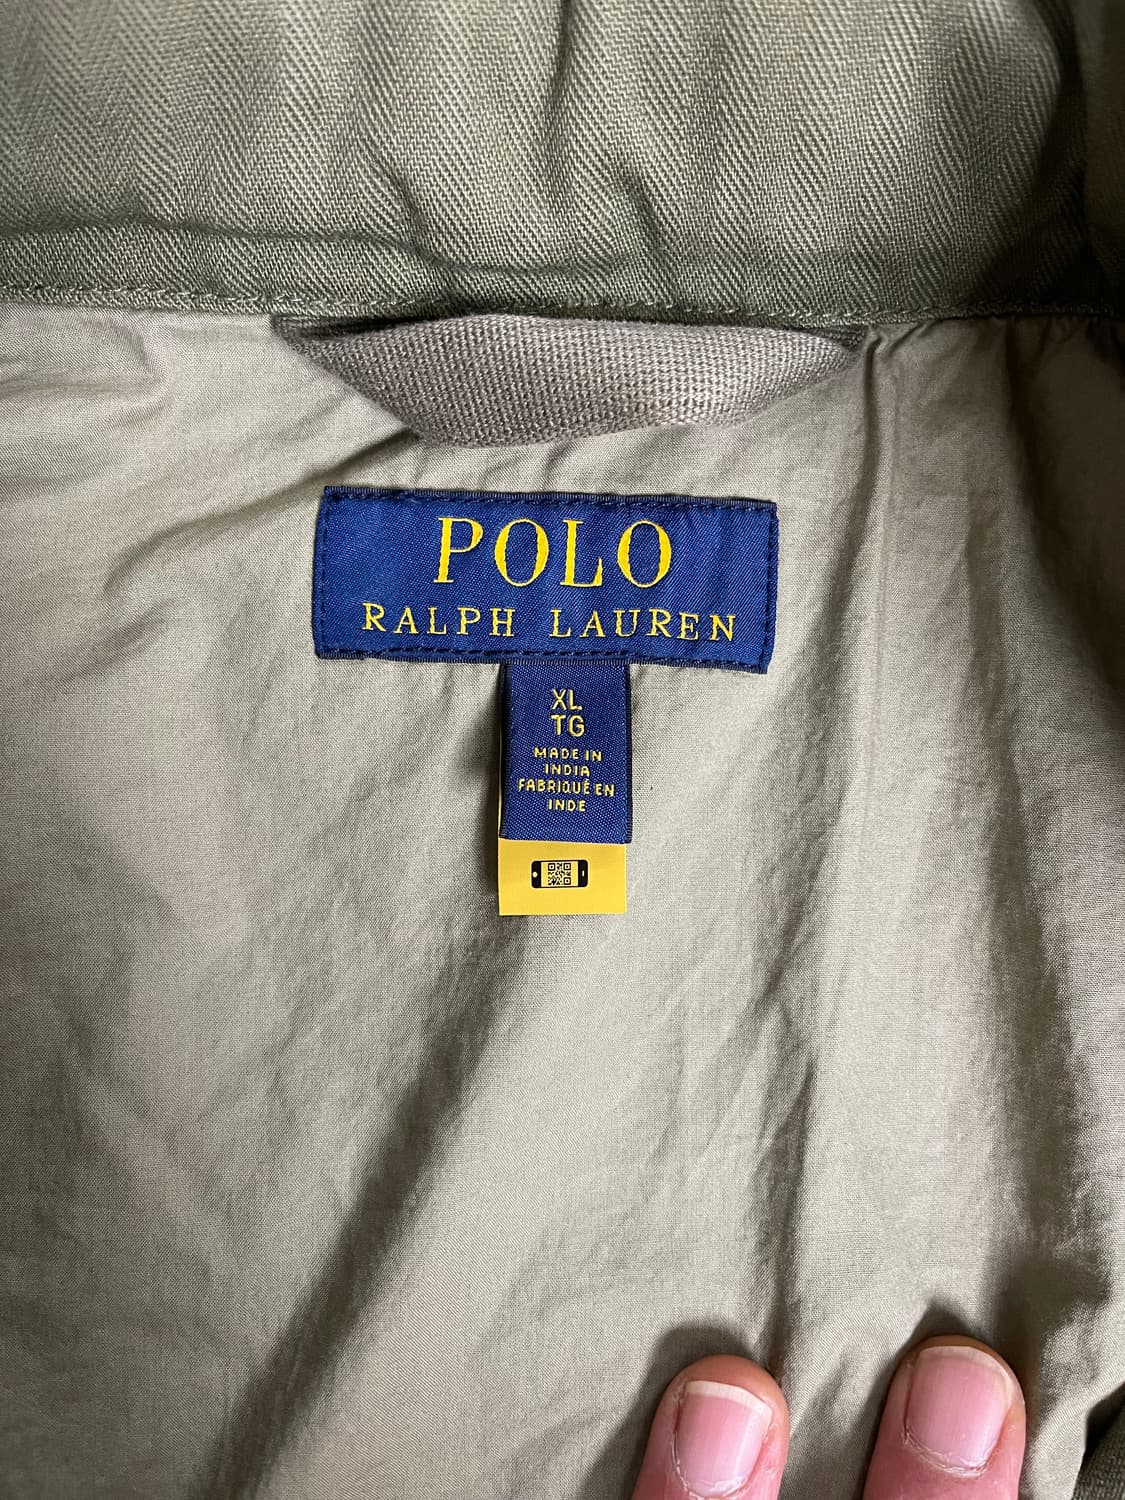 POLO
RALPH LAUREN
XL
TG
MADE IN
INDIA
FABRIQUÉ EN
INDE